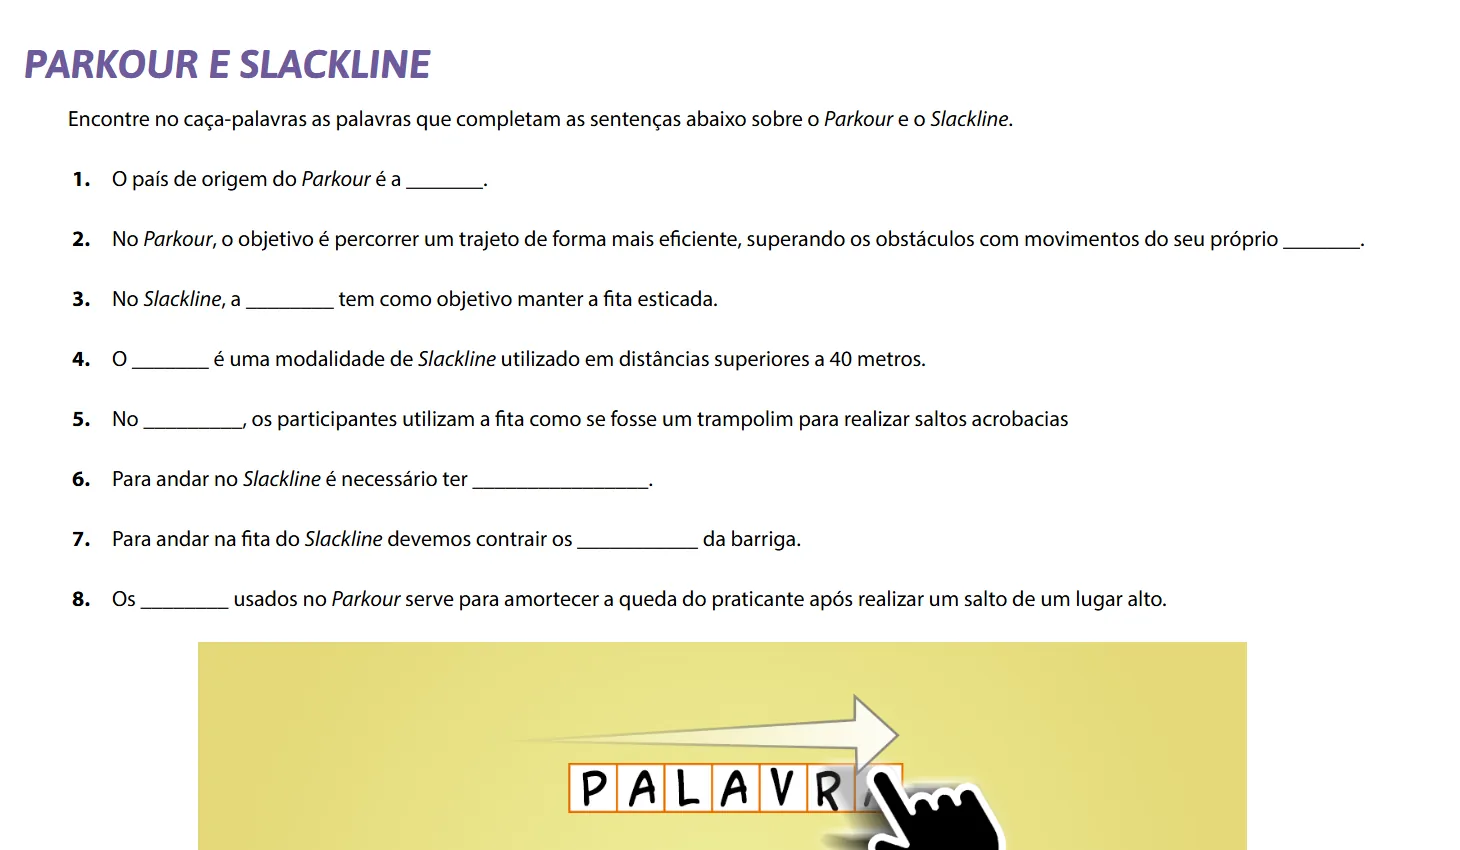 PARKOUR E SLACKLINE
Encontre no caça-palavras as palavras que completam as sentenças abaixo sobre o Parkour e o Slackline.
1. O país de origem do Parkour é a _______.
2. No Parkour, o objetivo é percorrer um trajeto de forma mais eficiente, superando os obstáculos com movimentos do seu próprio _______.
3. No Slackline, a ________ tem como objetivo manter a fita esticada.
4. O _______ é uma modalidade de Slackline utilizado em distâncias superiores a 40 metros.
5. No _________, os participantes utilizam a fita como se fosse um trampolim para realizar saltos acrobacias
6. Para andar no Slackline é necessário ter ________________.
7. Para andar na fita do Slackline devemos contrair os ___________ da barriga.
8. Os ________ usados no Parkour serve para amortecer a queda do praticante após realizar um salto de um lugar alto.
PALAVRA